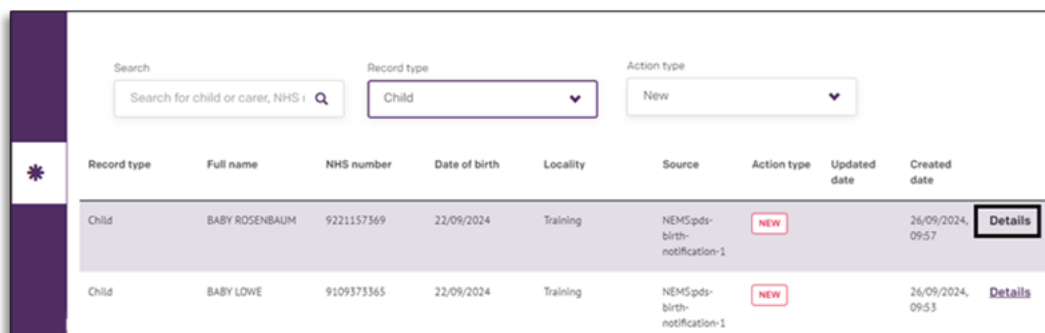 Search Record type Action type
Search for child or carer, NHS Child New
Record type Full name NHS number Date of birth Locality Source Action type Updated date Created date
Child BABY ROSENBAUM 9221157369 22/09/2024 Training NEMS:pds-birth-notification-1 NEW 26/09/2024, 09:57 Details
Child BABY LOWE 9109373365 22/09/2024 Training NEMS:pds-birth-notification-1 NEW 26/09/2024, 09:53 Details